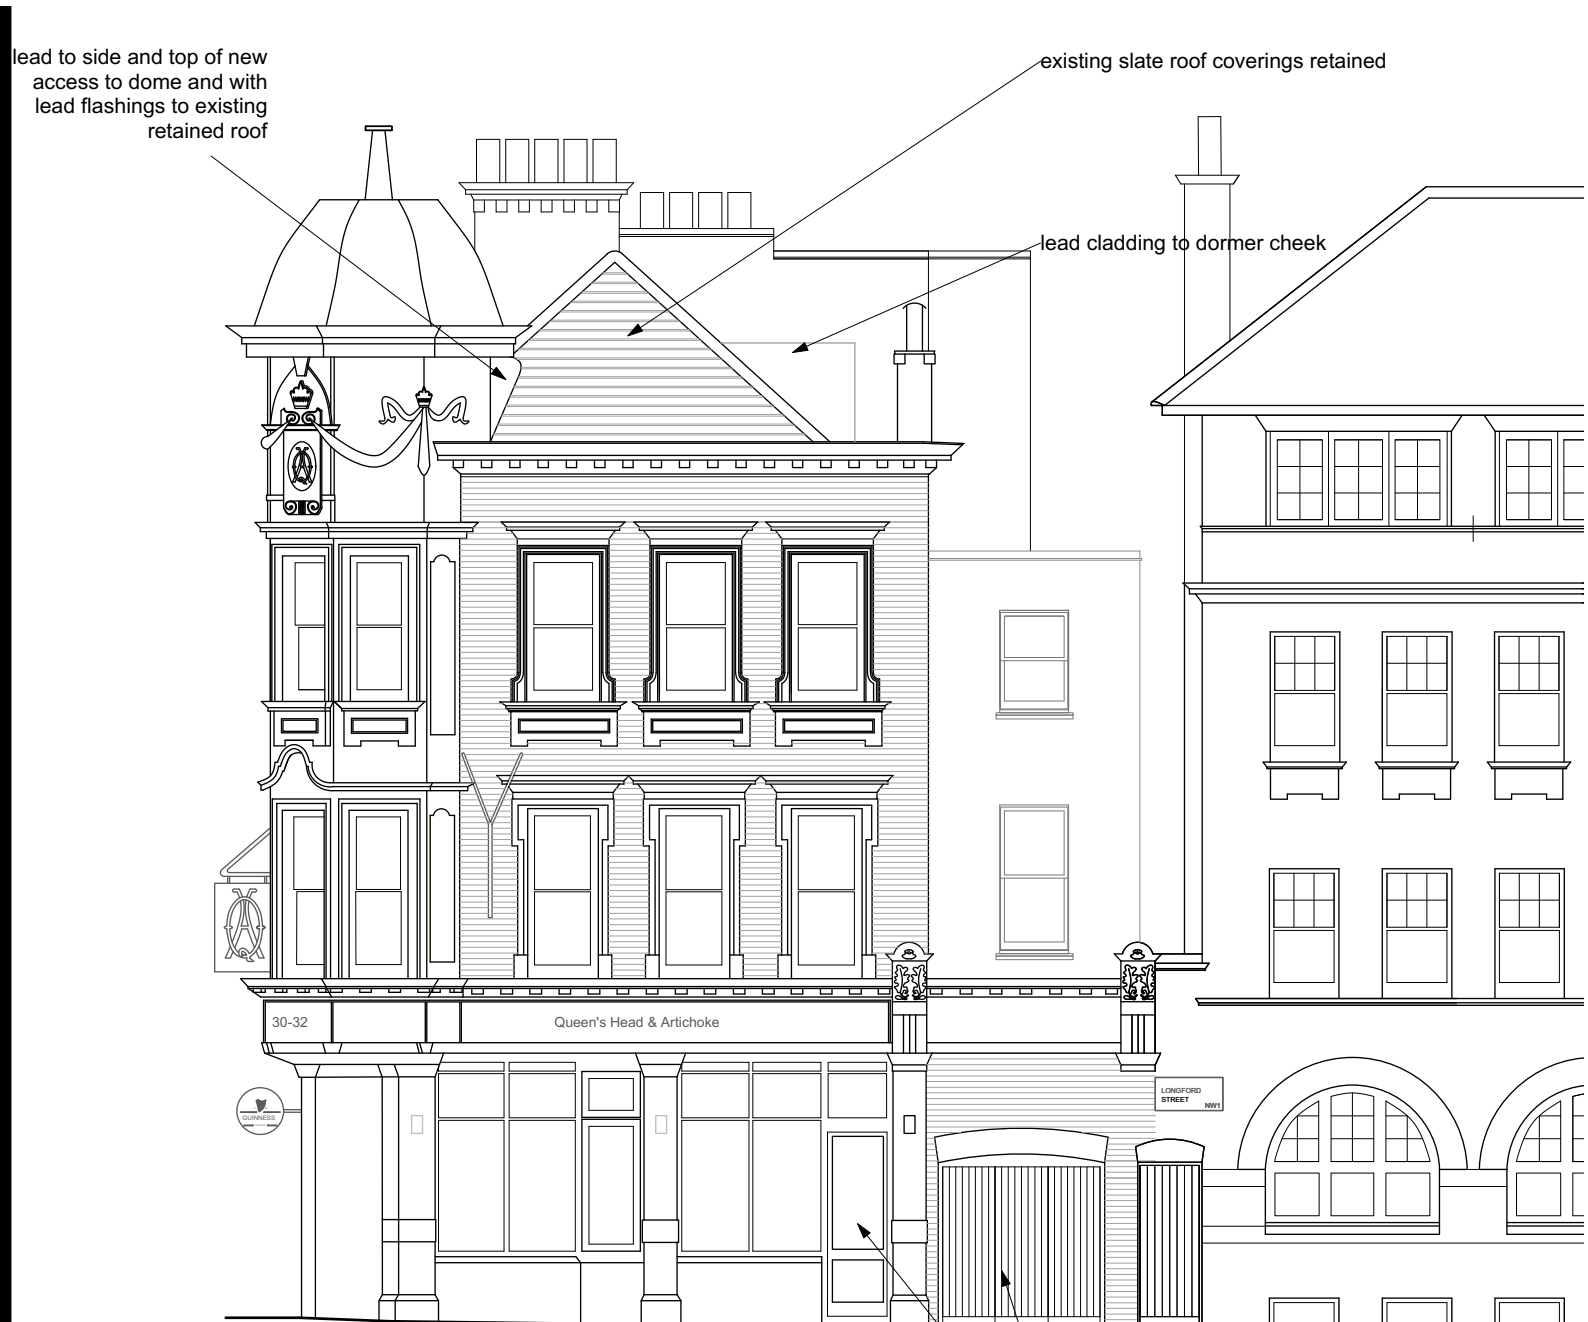 lead to side and top of new
access to dome and with
lead flashings to existing
retained roof
existing slate roof coverings retained
lead cladding to dormer cheek
30-32
Queen's Head & Artichoke
GUINNESS
LONGFORD
STREET
NW1